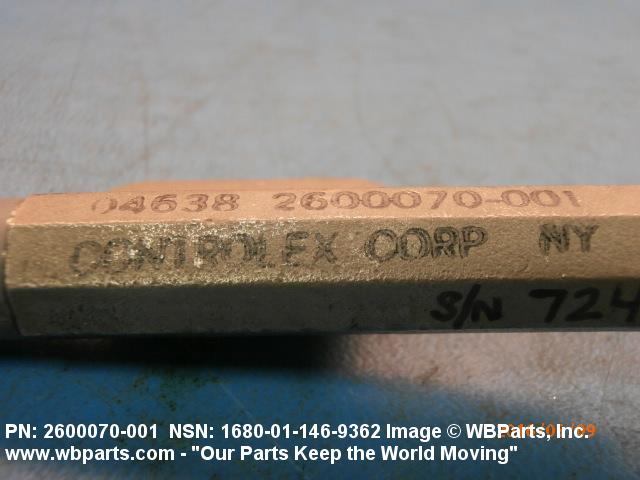 04638 2600070-001
CONTROLEX CORP NY
S/N 724
PN: 2600070-001 NSN: 1680-01-146-9362 Image © WBParts, Inc.
www.wbparts.com - "Our Parts Keep the World Moving"